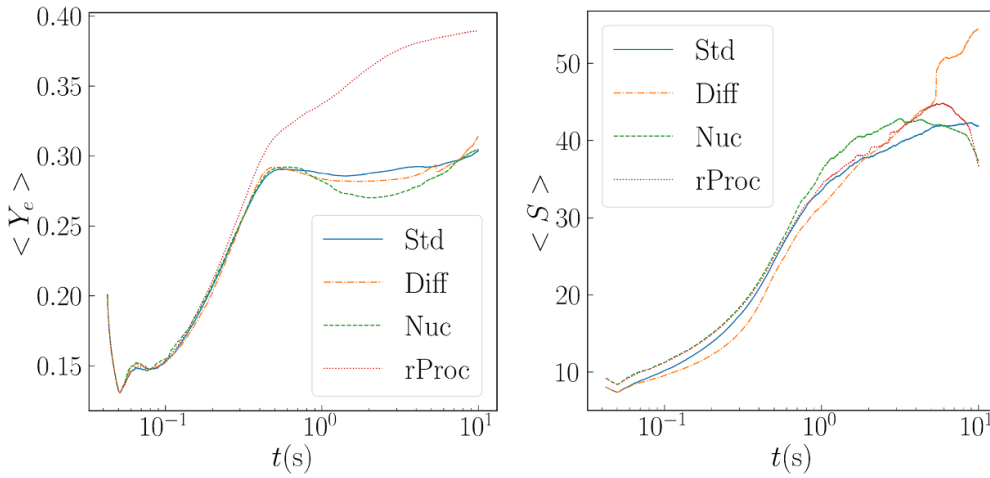 0.40
0.35
0.30
0.25
0.20
0.15
< Y_e >
Std
Diff
Nuc
rProc
10^{-1}
10^0
10^1
t(s)
50
40
30
20
10
< S >
Std
Diff
Nuc
rProc
10^{-1}
10^0
10^1
t(s)